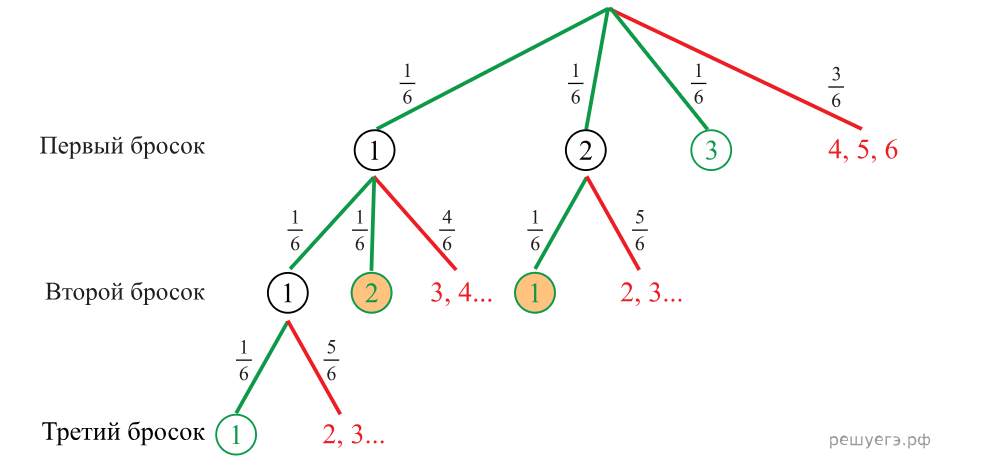 1/6 1/6 1/6 3/6
Первый бросок 1 2 3 4, 5, 6
1/6 1/6 4/6 1/6 5/6
Второй бросок 1 2 3, 4... 1 2, 3...
1/6 5/6
Третий бросок 1 2, 3...
решуегэ.рф